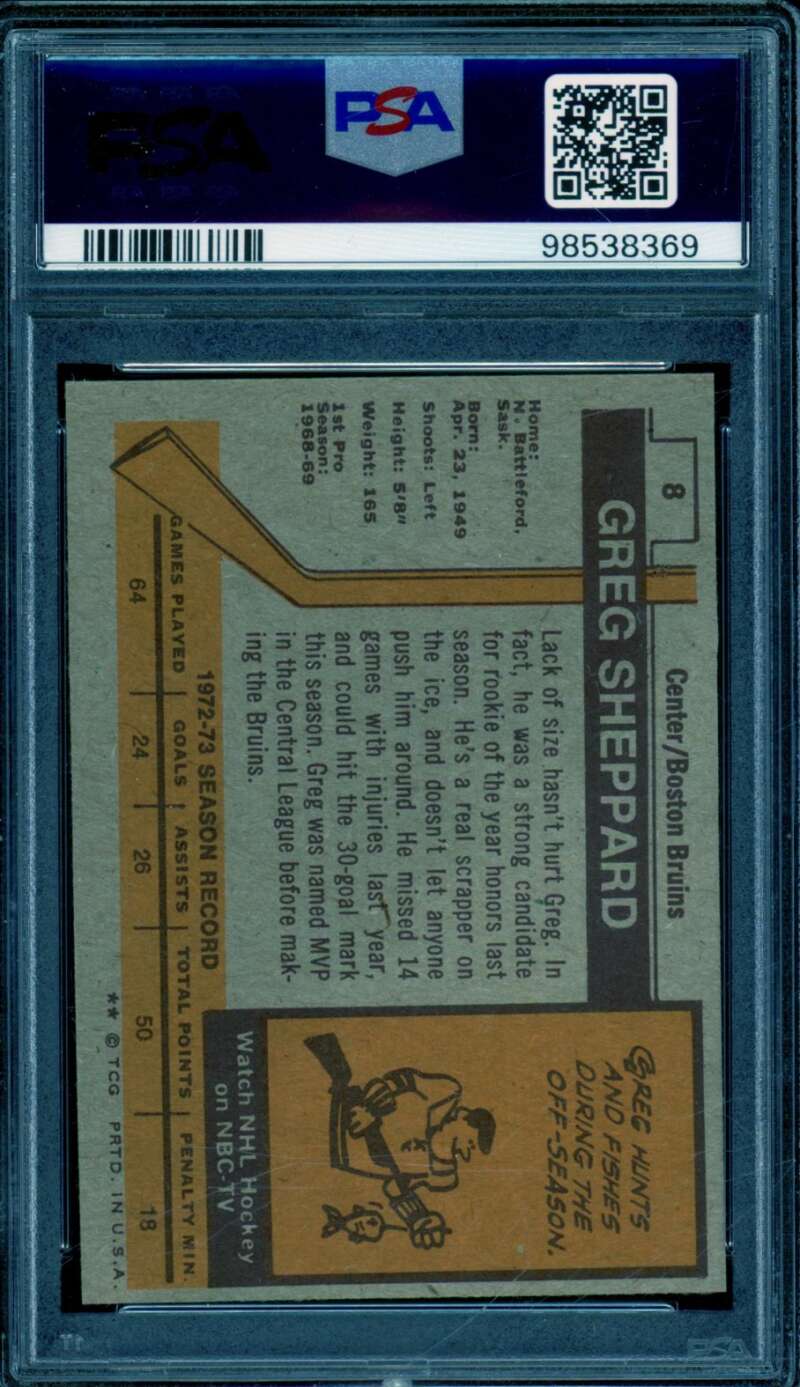 PSA
PSA
98538369
8
Center/Boston Bruins
GREG SHEPPARD
Home:
N. Battleford,
Sask.
Born:
Apr. 23, 1949
Shoots: Left
Height: 5'8"
Weight: 165
1st Pro
Season:
1968-69
Lack of size hasn't hurt Greg. In
fact, he was a strong candidate
for rookie of the year honors last
season. He's a real scrapper on
the ice, and doesn't let anyone
push him around. He missed 14
games with injuries last year,
and could hit the 30-goal mark
this season. Greg was named MVP
in the Central League before mak-
ing the Bruins.
GREG HUNTS
AND FISHES
DURING THE
OFF-SEASON.
Watch NHL Hockey
on NBC-TV
1972-73 SEASON RECORD
GAMES PLAYED GOALS ASSISTS TOTAL POINTS PENALTY MIN.
64 24 26 50 18
** © TCG PRTD. IN U.S.A.
PSA